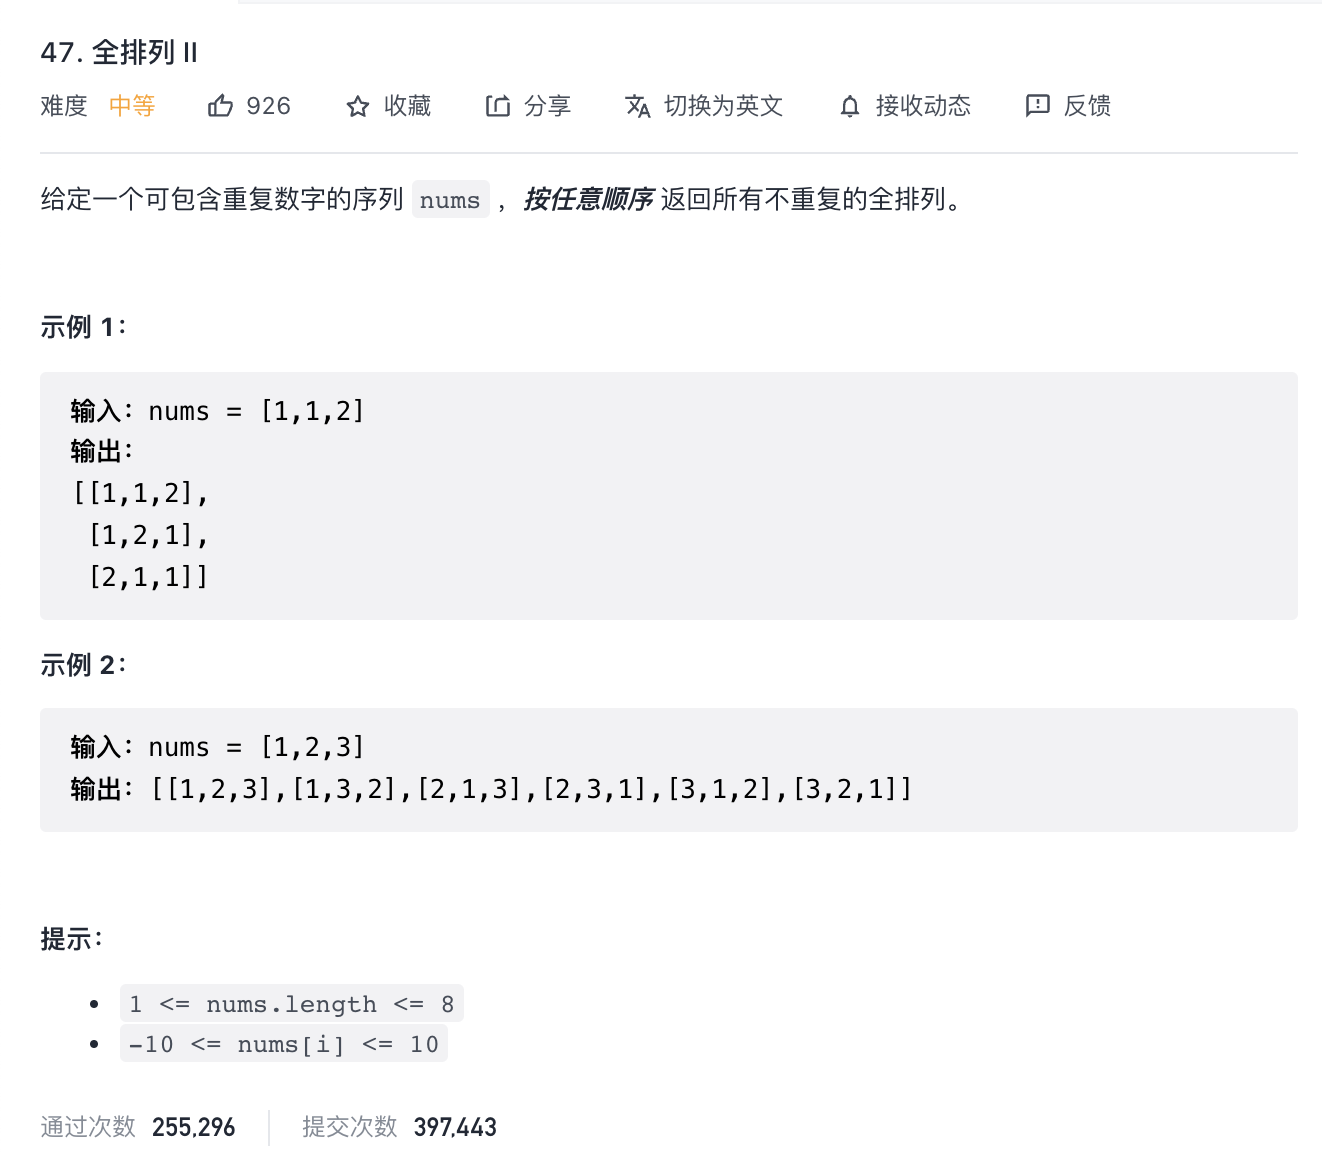 47. 全排列 II
难度 中等 926 收藏 分享 切换为英文 接收动态 反馈
给定一个可包含重复数字的序列 nums ，按任意顺序 返回所有不重复的全排列。
示例 1：
输入：nums = [1,1,2]
输出：
[[1,1,2],
[1,2,1],
[2,1,1]]
示例 2：
输入：nums = [1,2,3]
输出：[[1,2,3],[1,3,2],[2,1,3],[2,3,1],[3,1,2],[3,2,1]]
提示：
• 1 <= nums.length <= 8
• -10 <= nums[i] <= 10
通过次数 255,296 提交次数 397,443